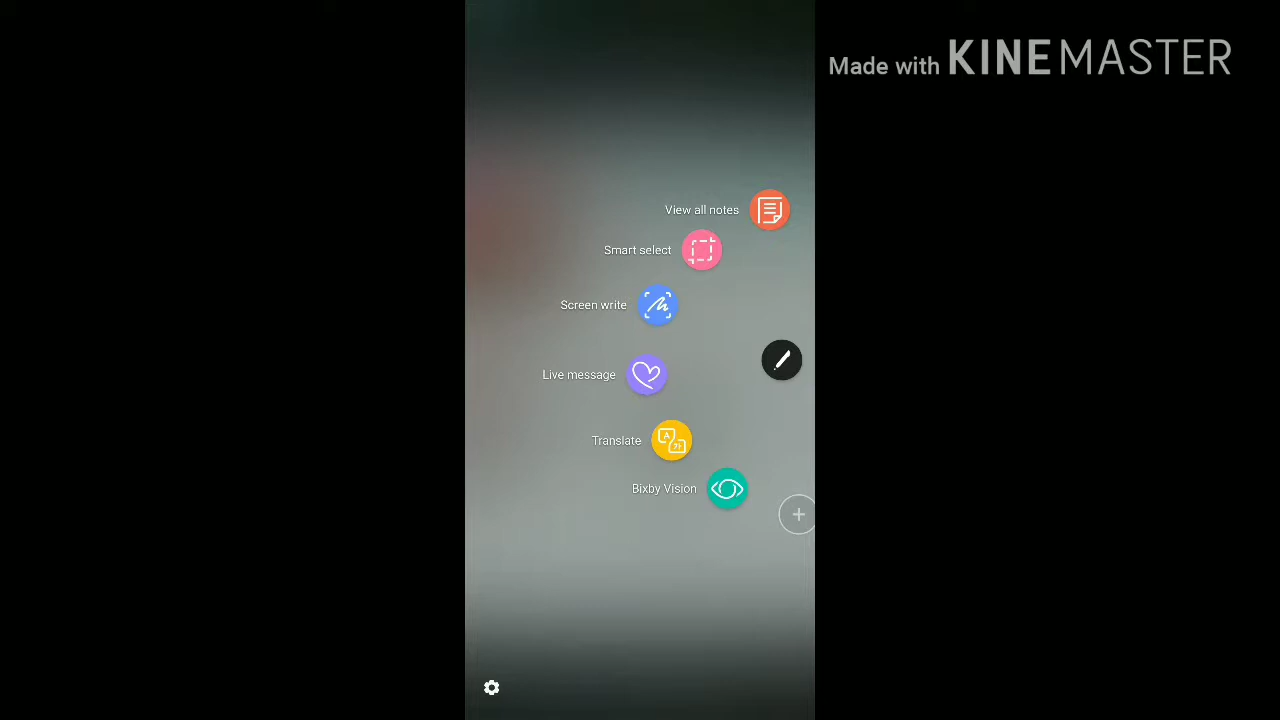 Made with KINEMASTER
View all notes
Smart select
Screen write
Live message
Translate
Bixby Vision